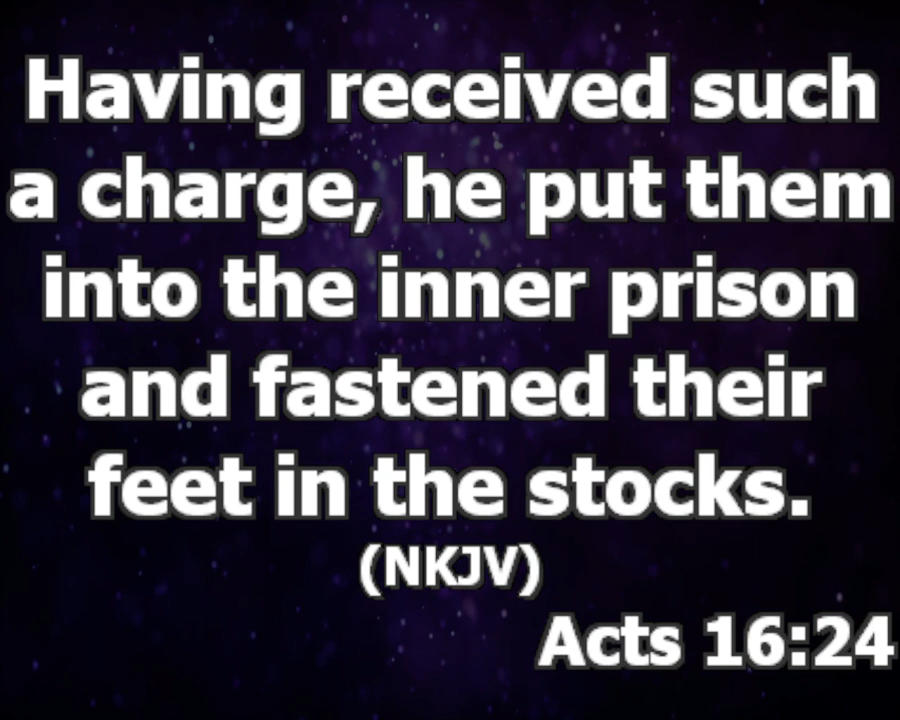 Having received such
a charge, he put them
into the inner prison
and fastened their
feet in the stocks.
(NKJV)
Acts 16:24